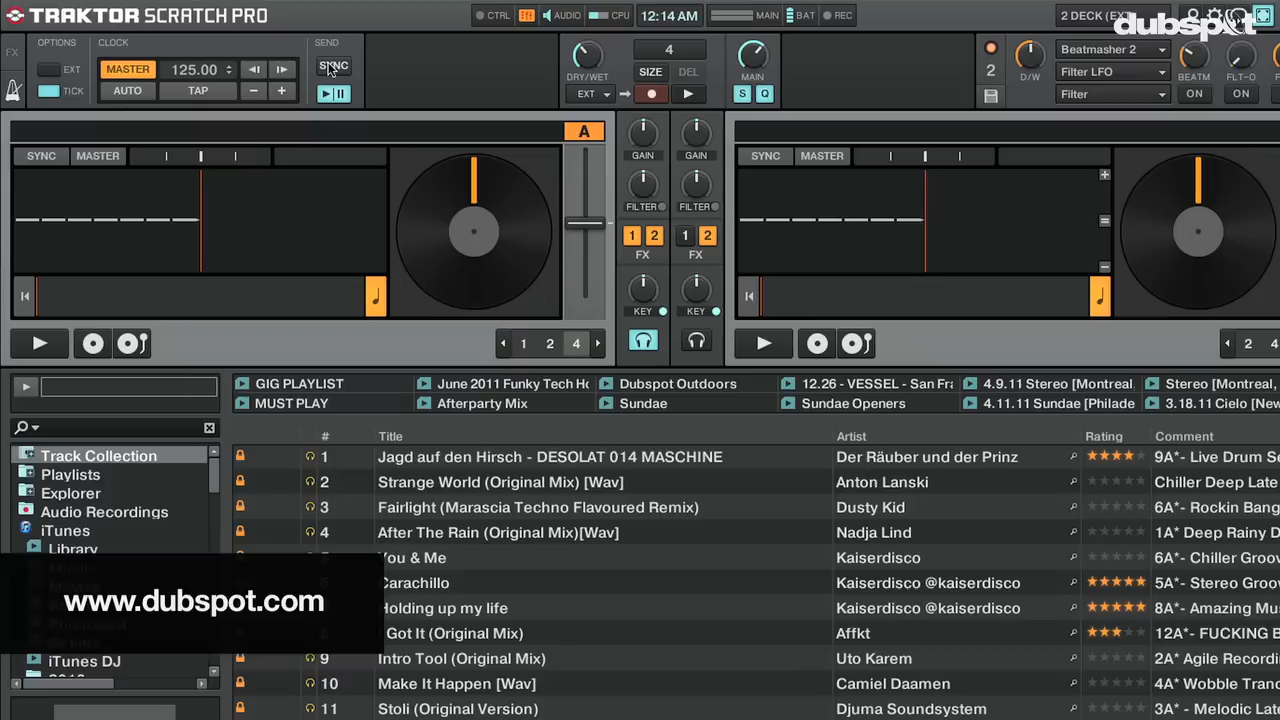 TRAKTOR SCRATCH PRO
CTRL
AUDIO
CPU
12:14 AM
MAIN
BAT
REC
2 DECK (EXT
dubspot
FX
OPTIONS
CLOCK
SEND
EXT
TICK
MASTER
125.00
AUTO
TAP
SYNC
DRY/WET
4
SIZE
DEL
EXT
MAIN
S
Q
2
D/W
Beatmasher 2
Filter LFO
Filter
BEATM
FLT-O
FILTE
ON
ON
A
SYNC
MASTER
GAIN
GAIN
FILTER
FILTER
1 2
1 2
FX
FX
KEY
KEY
SYNC
MASTER
1 2 4
2 4
GIG PLAYLIST
June 2011 Funky Tech Ho
Dubspot Outdoors
12.26 - VESSEL - San Fra
4.9.11 Stereo [Montreal,
Stereo [Montreal,
MUST PLAY
Afterparty Mix
Sundae
Sundae Openers
4.11.11 Sundae [Philade
3.18.11 Cielo [New
Track Collection
Playlists
Explorer
Audio Recordings
iTunes
Library
iTunes DJ
www.dubspot.com
# Title Artist Rating Comment
1 Jagd auf den Hirsch - DESOLAT 014 MASCHINE Der Räuber und der Prinz 9A*- Live Drum Se
2 Strange World (Original Mix) [Wav] Anton Lanski Chiller Deep Late
3 Fairlight (Marascia Techno Flavoured Remix) Dusty Kid 6A*- Rockin Bang
4 After The Rain (Original Mix)[Wav] Nadja Lind 1A* Deep Rainy D
You & Me Kaiserdisco 6A*- Chiller Groov
Carachillo Kaiserdisco @kaiserdisco 5A*- Stereo Groov
Holding up my life Kaiserdisco @kaiserdisco 8A*- Amazing Mu
I Got It (Original Mix) Affkt 12A*- FUCKING B
9 Intro Tool (Original Mix) Uto Karem 2A* Agile Recordin
10 Make It Happen [Wav] Camiel Daamen 4A* Wobble Tranc
11 Stoli (Original Version) Djuma Soundsystem 3A*- Melodic Late